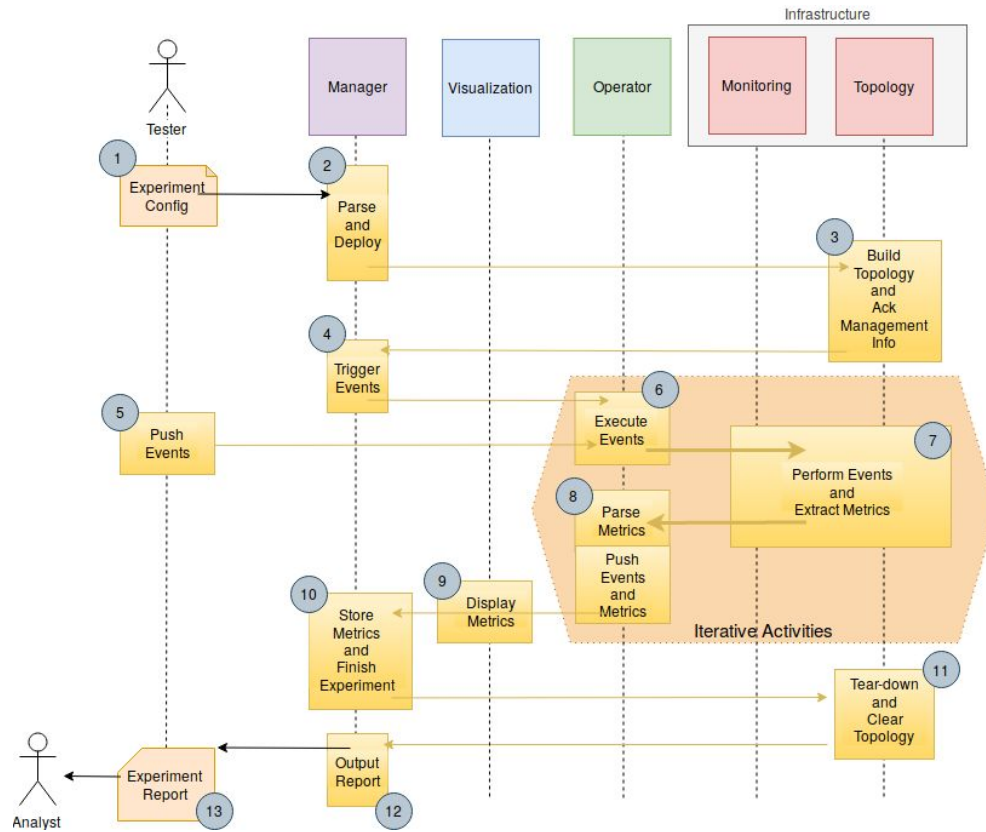 Infrastructure
Manager
Visualization
Operator
Monitoring
Topology
Tester
1
Experiment
Config
2
Parse
and
Deploy
3
Build
Topology
and
Ack
Management
Info
4
Trigger
Events
5
Push
Events
6
Execute
Events
7
Perform Events
and
Extract Metrics
8
Parse
Metrics
Push
Events
and
Metrics
9
Display
Metrics
10
Store
Metrics
and
Finish
Experiment
Iterative Activities
11
Tear-down
and
Clear
Topology
Output
Report
12
Experiment
Report
13
Analyst